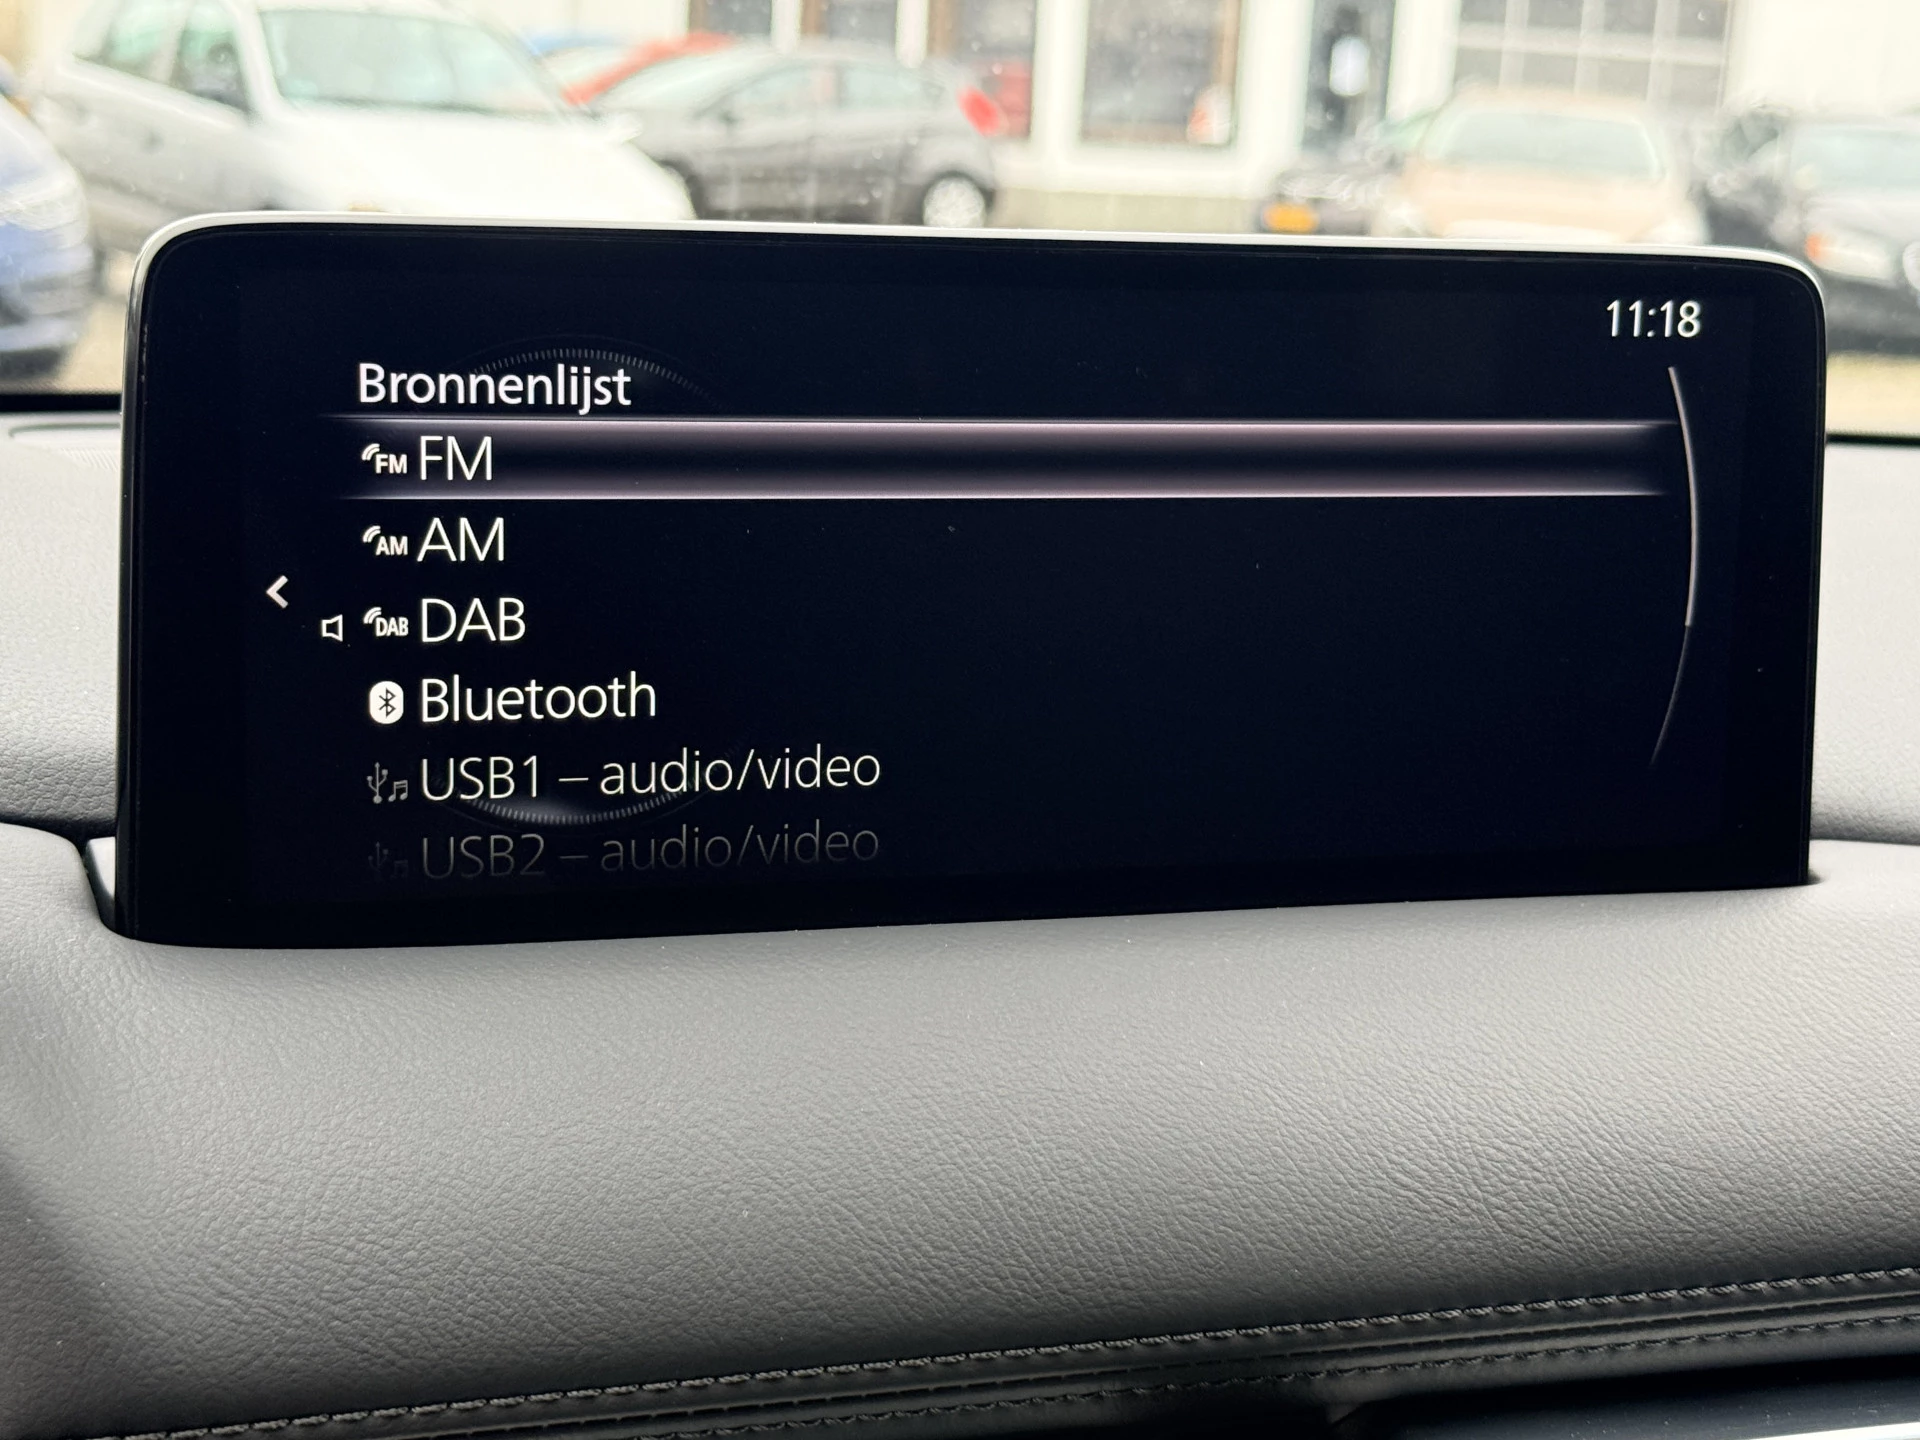 11:18
Bronnenlijst
FM FM
AM AM
DAB DAB
Bluetooth
USB1 – audio/video
USB2 – audio/video